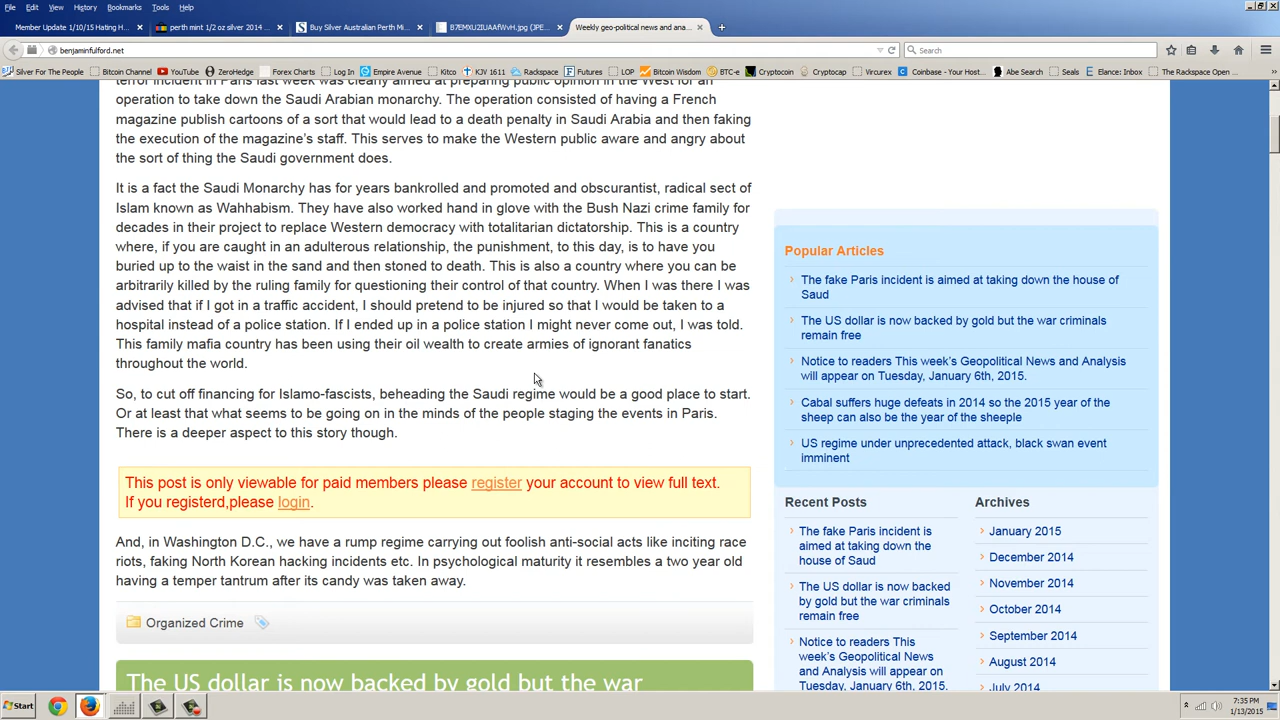 File Edit View History Bookmarks Tools Help
Member Update 1/10/15 Hating H... × perth mint 1/2 oz silver 2014 ... × S Buy Silver Australian Perth Mi... × B7EMXU2IUAAfWvH.jpg (JPE... × Weekly geo-political news and ana... × +
benjaminfulford.net Search
Silver For The People Bitcoin Channel YouTube ZeroHedge Forex Charts Log In Empire Avenue Kitco KJV 1611 Rackspace Futures LOP Bitcoin Wisdom BTC-e Cryptocoin Cryptocap Vircurex Coinbase - Your Host... Abe Search Seals Elance: Inbox The Rackspace Open ...
terror incident in Paris last week was clearly aimed at preparing public opinion in the West for an
operation to take down the Saudi Arabian monarchy. The operation consisted of having a French
magazine publish cartoons of a sort that would lead to a death penalty in Saudi Arabia and then faking
the execution of the magazine's staff. This serves to make the Western public aware and angry about
the sort of thing the Saudi government does.
It is a fact the Saudi Monarchy has for years bankrolled and promoted and obscurantist, radical sect of
Islam known as Wahhabism. They have also worked hand in glove with the Bush Nazi crime family for
decades in their project to replace Western democracy with totalitarian dictatorship. This is a country
where, if you are caught in an adulterous relationship, the punishment, to this day, is to have you
buried up to the waist in the sand and then stoned to death. This is also a country where you can be
arbitrarily killed by the ruling family for questioning their control of that country. When I was there I was
advised that if I got in a traffic accident, I should pretend to be injured so that I would be taken to a
hospital instead of a police station. If I ended up in a police station I might never come out, I was told.
This family mafia country has been using their oil wealth to create armies of ignorant fanatics
throughout the world.
So, to cut off financing for Islamo-fascists, beheading the Saudi regime would be a good place to start.
Or at least that what seems to be going on in the minds of the people staging the events in Paris.
There is a deeper aspect to this story though.
This post is only viewable for paid members please register your account to view full text.
If you registerd,please login.
And, in Washington D.C., we have a rump regime carrying out foolish anti-social acts like inciting race
riots, faking North Korean hacking incidents etc. In psychological maturity it resembles a two year old
having a temper tantrum after its candy was taken away.
Organized Crime
The US dollar is now backed by gold but the war
Popular Articles
The fake Paris incident is aimed at taking down the house of
Saud
The US dollar is now backed by gold but the war criminals
remain free
Notice to readers This week's Geopolitical News and Analysis
will appear on Tuesday, January 6th, 2015.
Cabal suffers huge defeats in 2014 so the 2015 year of the
sheep can also be the year of the sheeple
US regime under unprecedented attack, black swan event
imminent
Recent Posts
The fake Paris incident is
aimed at taking down the
house of Saud
The US dollar is now backed
by gold but the war criminals
remain free
Notice to readers This
week's Geopolitical News
and Analysis will appear on
Tuesday, January 6th, 2015.
Archives
January 2015
December 2014
November 2014
October 2014
September 2014
August 2014
July 2014
Start
7:35 PM
1/13/2015